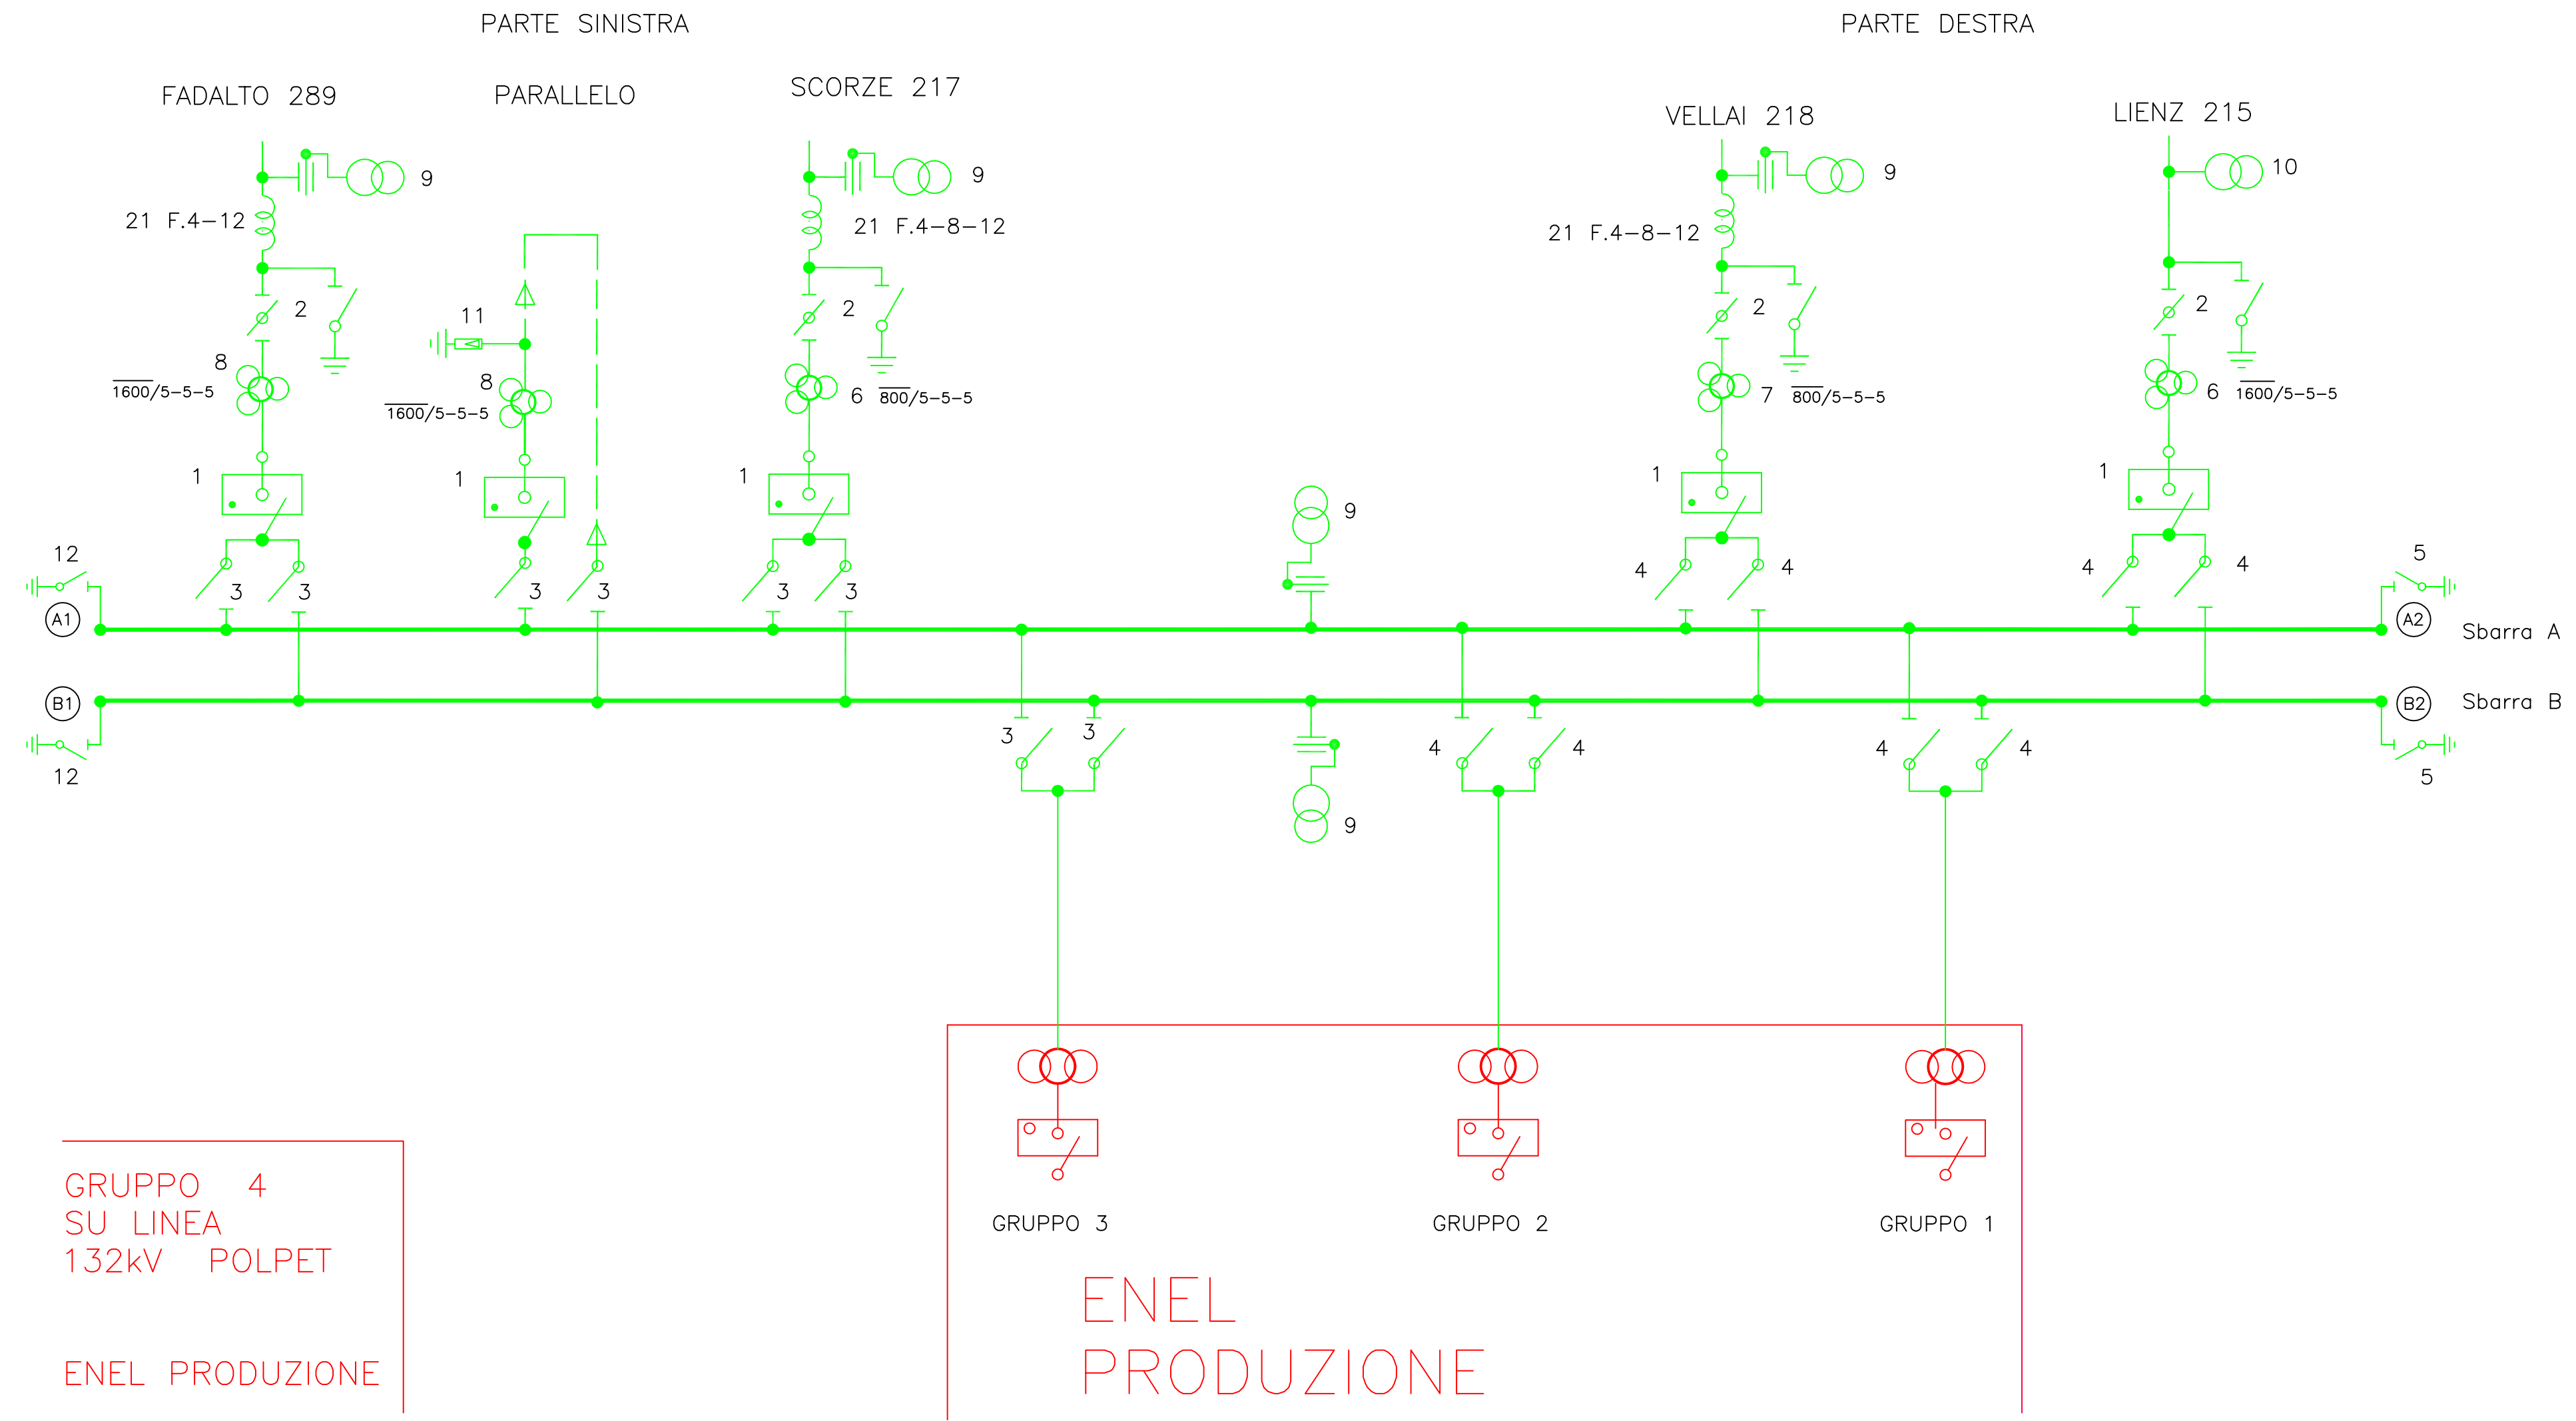 PARTE SINISTRA
PARTE DESTRA
FADALTO 289
PARALLELO
SCORZE 217
VELLAI 218
LIENZ 215
9
9
9
10
21 F.4-12
21 F.4-8-12
21 F.4-8-12
2
11
2
2
2
8
1600/5-5-5
8
1600/5-5-5
6 800/5-5-5
7 800/5-5-5
6 1600/5-5-5
1
1
1
1
1
9
12
3
3
3
3
3
3
4
4
4
4
5
A1
A2
Sbarra A
B1
B2
Sbarra B
12
3
3
4
4
4
4
5
9
GRUPPO 3
GRUPPO 2
GRUPPO 1
ENEL
PRODUZIONE
GRUPPO 4
SU LINEA
132kV POLPET
ENEL PRODUZIONE